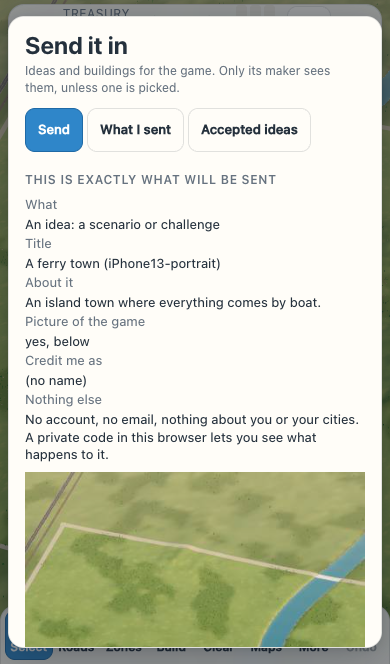 TREASURY
Send it in
Ideas and buildings for the game. Only its maker sees
them, unless one is picked.
Send
What I sent
Accepted ideas
THIS IS EXACTLY WHAT WILL BE SENT
What
An idea: a scenario or challenge
Title
A ferry town (iPhone13-portrait)
About it
An island town where everything comes by boat.
Picture of the game
yes, below
Credit me as
(no name)
Nothing else
No account, no email, nothing about you or your cities.
A private code in this browser lets you see what
happens to it.
Select Roads Zones Build Clear Maps More Undo